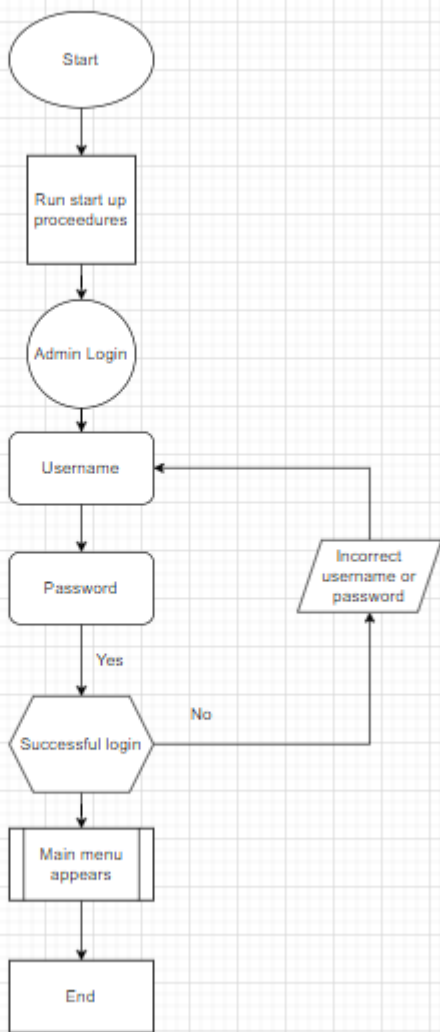 Start
Run start up
proceedures
Admin Login
Username
Password
Incorrect
username or
password
Yes
No
Successful login
Main menu
appears
End